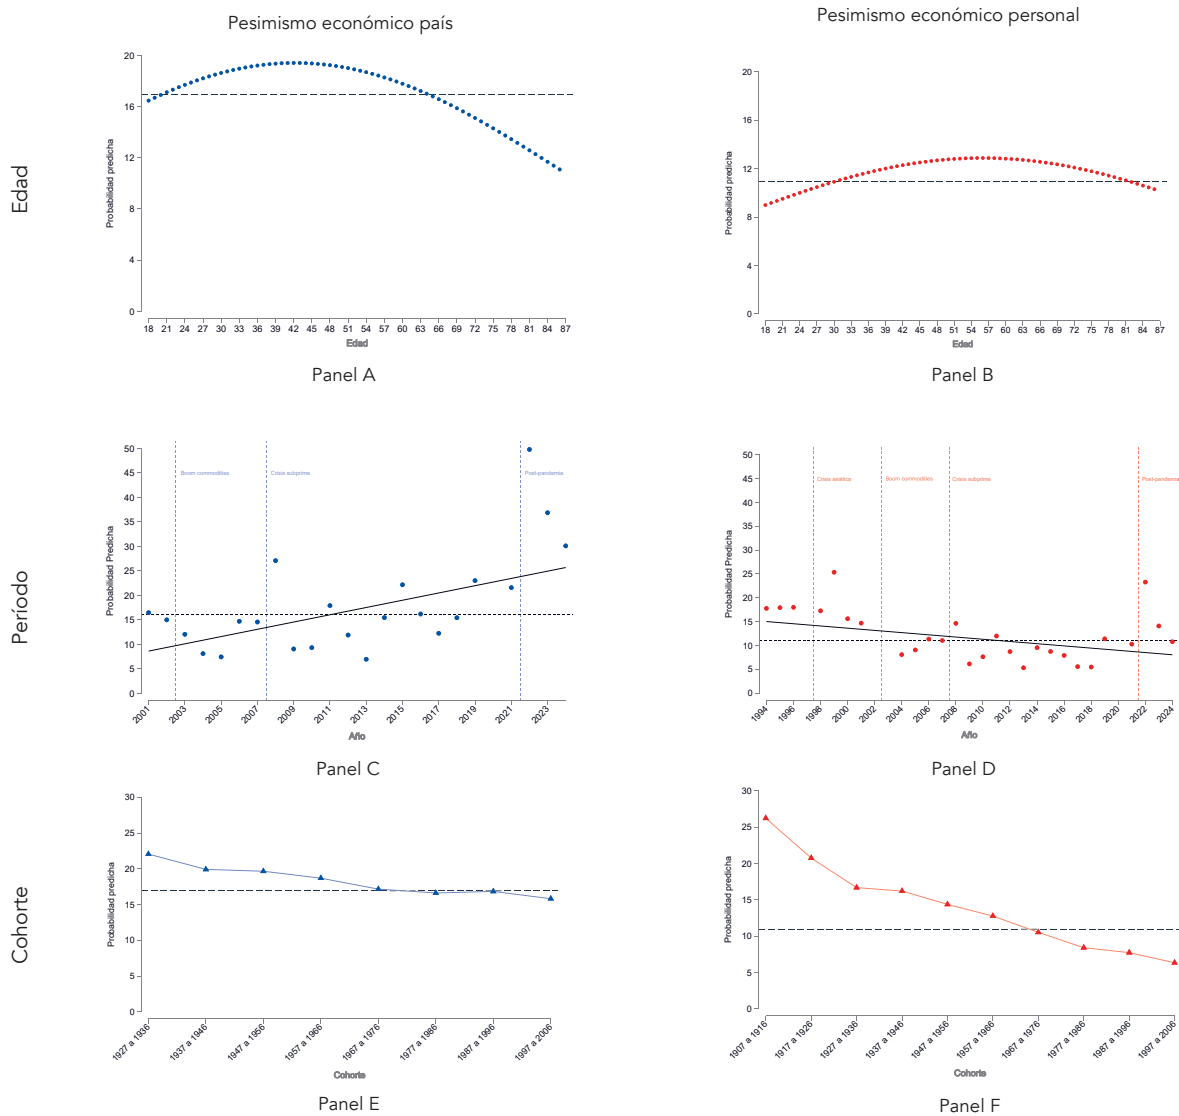 Pesimismo económico país
Pesimismo económico personal
Edad
Probabilidad predicha
20
16
12
8
4
0
18 21 24 27 30 33 36 39 42 45 48 51 54 57 60 63 66 69 72 75 78 81 84 87
Edad
Panel A
Probabilidad predicha
20
16
12
8
4
0
18 21 24 27 30 33 36 39 42 45 48 51 54 57 60 63 66 69 72 75 78 81 84 87
Edad
Panel B
Período
Probabilidad Predicha
50
45
40
35
30
25
20
15
10
5
0
Boom commodities
Crisis subprime
Post-pandemia
2001 2003 2005 2007 2009 2011 2013 2015 2017 2019 2021 2023
Año
Panel C
Probabilidad Predicha
50
45
40
35
30
25
20
15
10
5
0
Crisis asiática
Boom commodities
Crisis subprime
Post-pandemia
1994 1996 1998 2000 2002 2004 2006 2008 2010 2012 2014 2016 2018 2020 2022 2024
Año
Panel D
Cohorte
Probabilidad predicha
30
25
20
15
10
5
0
1927 a 1936 1937 a 1946 1947 a 1956 1957 a 1966 1967 a 1976 1977 a 1986 1987 a 1996 1997 a 2006
Cohorte
Panel E
Probabilidad predicha
30
25
20
15
10
5
0
1907 a 1916 1917 a 1926 1927 a 1936 1937 a 1946 1947 a 1956 1957 a 1966 1967 a 1976 1977 a 1986 1987 a 1996 1997 a 2006
Cohorte
Panel F